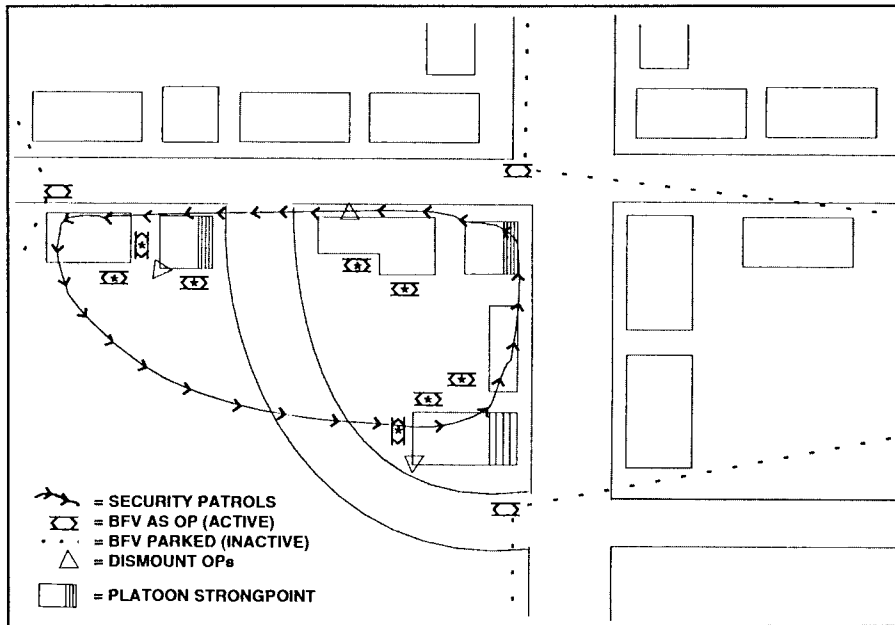 = SECURITY PATROLS
= BFV AS OP (ACTIVE)
= BFV PARKED (INACTIVE)
= DISMOUNT OPs
= PLATOON STRONGPOINT